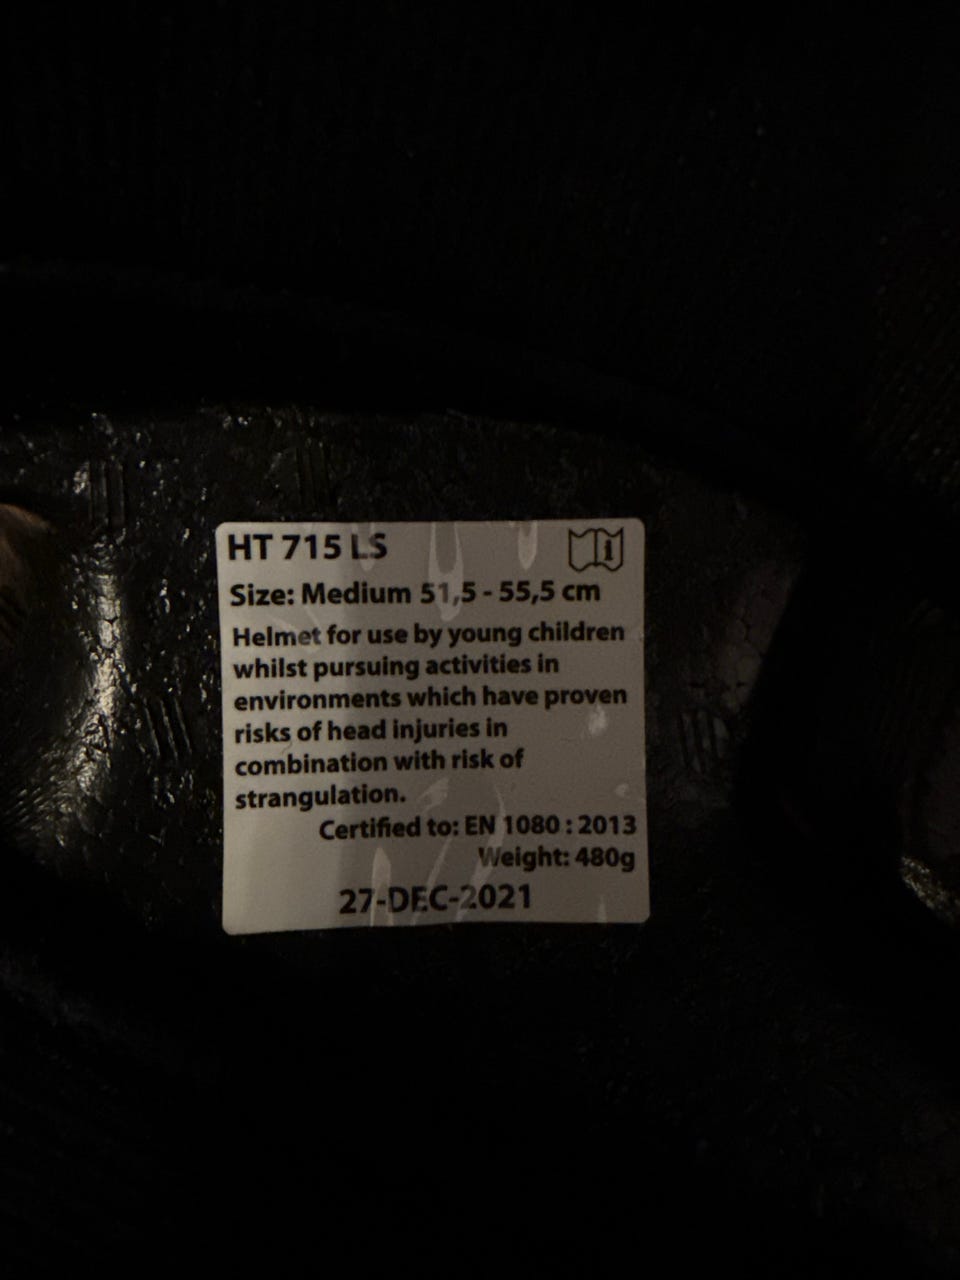 HT 715 LS
Size: Medium 51,5 - 55,5 cm
Helmet for use by young children
whilst pursuing activities in
environments which have proven
risks of head injuries in
combination with risk of
strangulation.
Certified to: EN 1080 : 2013
Weight: 480g
27-DEC-2021